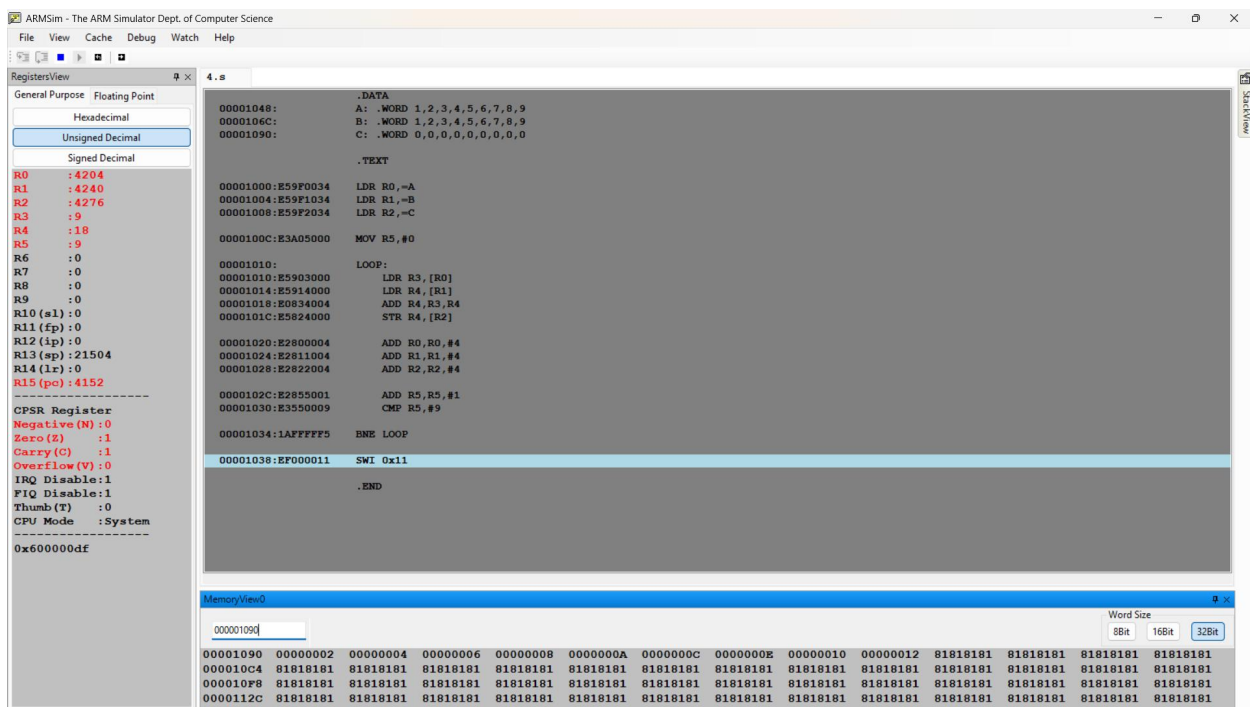 ARMSim - The ARM Simulator Dept. of Computer Science
File View Cache Debug Watch Help
RegistersView
General Purpose Floating Point
Hexadecimal
Unsigned Decimal
Signed Decimal
R0 :4204
R1 :4240
R2 :4276
R3 :9
R4 :18
R5 :9
R6 :0
R7 :0
R8 :0
R9 :0
R10(sl):0
R11(fp):0
R12(ip):0
R13(sp):21504
R14(lr):0
R15(pc):4152
-------------------
CPSR Register
Negative(N):0
Zero(Z) :1
Carry(C) :1
Overflow(V):0
IRQ Disable:1
FIQ Disable:1
Thumb(T) :0
CPU Mode :System
-------------------
0x600000df
4.s
.DATA
00001048: A: .WORD 1,2,3,4,5,6,7,8,9
0000106C: B: .WORD 1,2,3,4,5,6,7,8,9
00001090: C: .WORD 0,0,0,0,0,0,0,0,0
.TEXT
00001000:E59F0034 LDR R0,=A
00001004:E59F1034 LDR R1,=B
00001008:E59F2034 LDR R2,=C
0000100C:E3A05000 MOV R5,#0
00001010: LOOP:
00001010:E5903000 LDR R3,[R0]
00001014:E5914000 LDR R4,[R1]
00001018:E0834004 ADD R4,R3,R4
0000101C:E5824000 STR R4,[R2]
00001020:E2800004 ADD R0,R0,#4
00001024:E2811004 ADD R1,R1,#4
00001028:E2822004 ADD R2,R2,#4
0000102C:E2855001 ADD R5,R5,#1
00001030:E3550009 CMP R5,#9
00001034:1AFFFFF5 BNE LOOP
00001038:EF000011 SWI 0x11
.END
StackView
MemoryView0
000001090
Word Size
8Bit 16Bit 32Bit
00001090 00000002 00000004 00000006 00000008 0000000A 0000000C 0000000E 00000010 00000012 81818181 81818181 81818181 81818181
000010C4 81818181 81818181 81818181 81818181 81818181 81818181 81818181 81818181 81818181 81818181 81818181 81818181 81818181
000010F8 81818181 81818181 81818181 81818181 81818181 81818181 81818181 81818181 81818181 81818181 81818181 81818181 81818181
0000112C 81818181 81818181 81818181 81818181 81818181 81818181 81818181 81818181 81818181 81818181 81818181 81818181 81818181